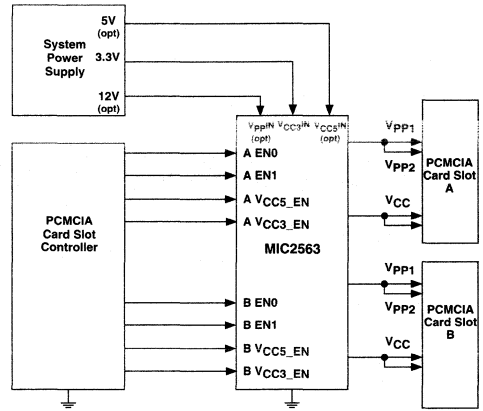 System
Power
Supply
5V
(opt)
3.3V
12V
(opt)
VPPIN VCC3IN VCC5IN
(opt) (opt)
PCMCIA
Card Slot
Controller
A EN0
A EN1
A VCC5_EN
A VCC3_EN
MIC2563
B EN0
B EN1
B VCC5_EN
B VCC3_EN
VPP1
VPP2
VCC
PCMCIA
Card Slot
A
VPP1
VPP2
VCC
PCMCIA
Card Slot
B